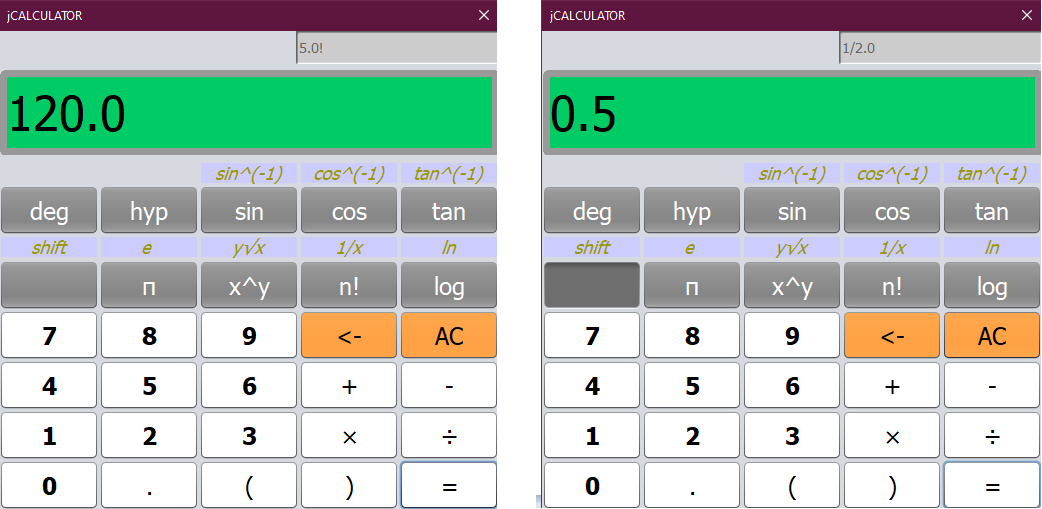 jCALCULATOR ×
5.0!
120.0
sin^(-1) cos^(-1) tan^(-1)
deg hyp sin cos tan
shift e y√x 1/x ln
п x^y n! log
7 8 9 <- AC
4 5 6 + -
1 2 3 × ÷
0 . ( ) =
jCALCULATOR ×
1/2.0
0.5
sin^(-1) cos^(-1) tan^(-1)
deg hyp sin cos tan
shift e y√x 1/x ln
п x^y n! log
7 8 9 <- AC
4 5 6 + -
1 2 3 × ÷
0 . ( ) =